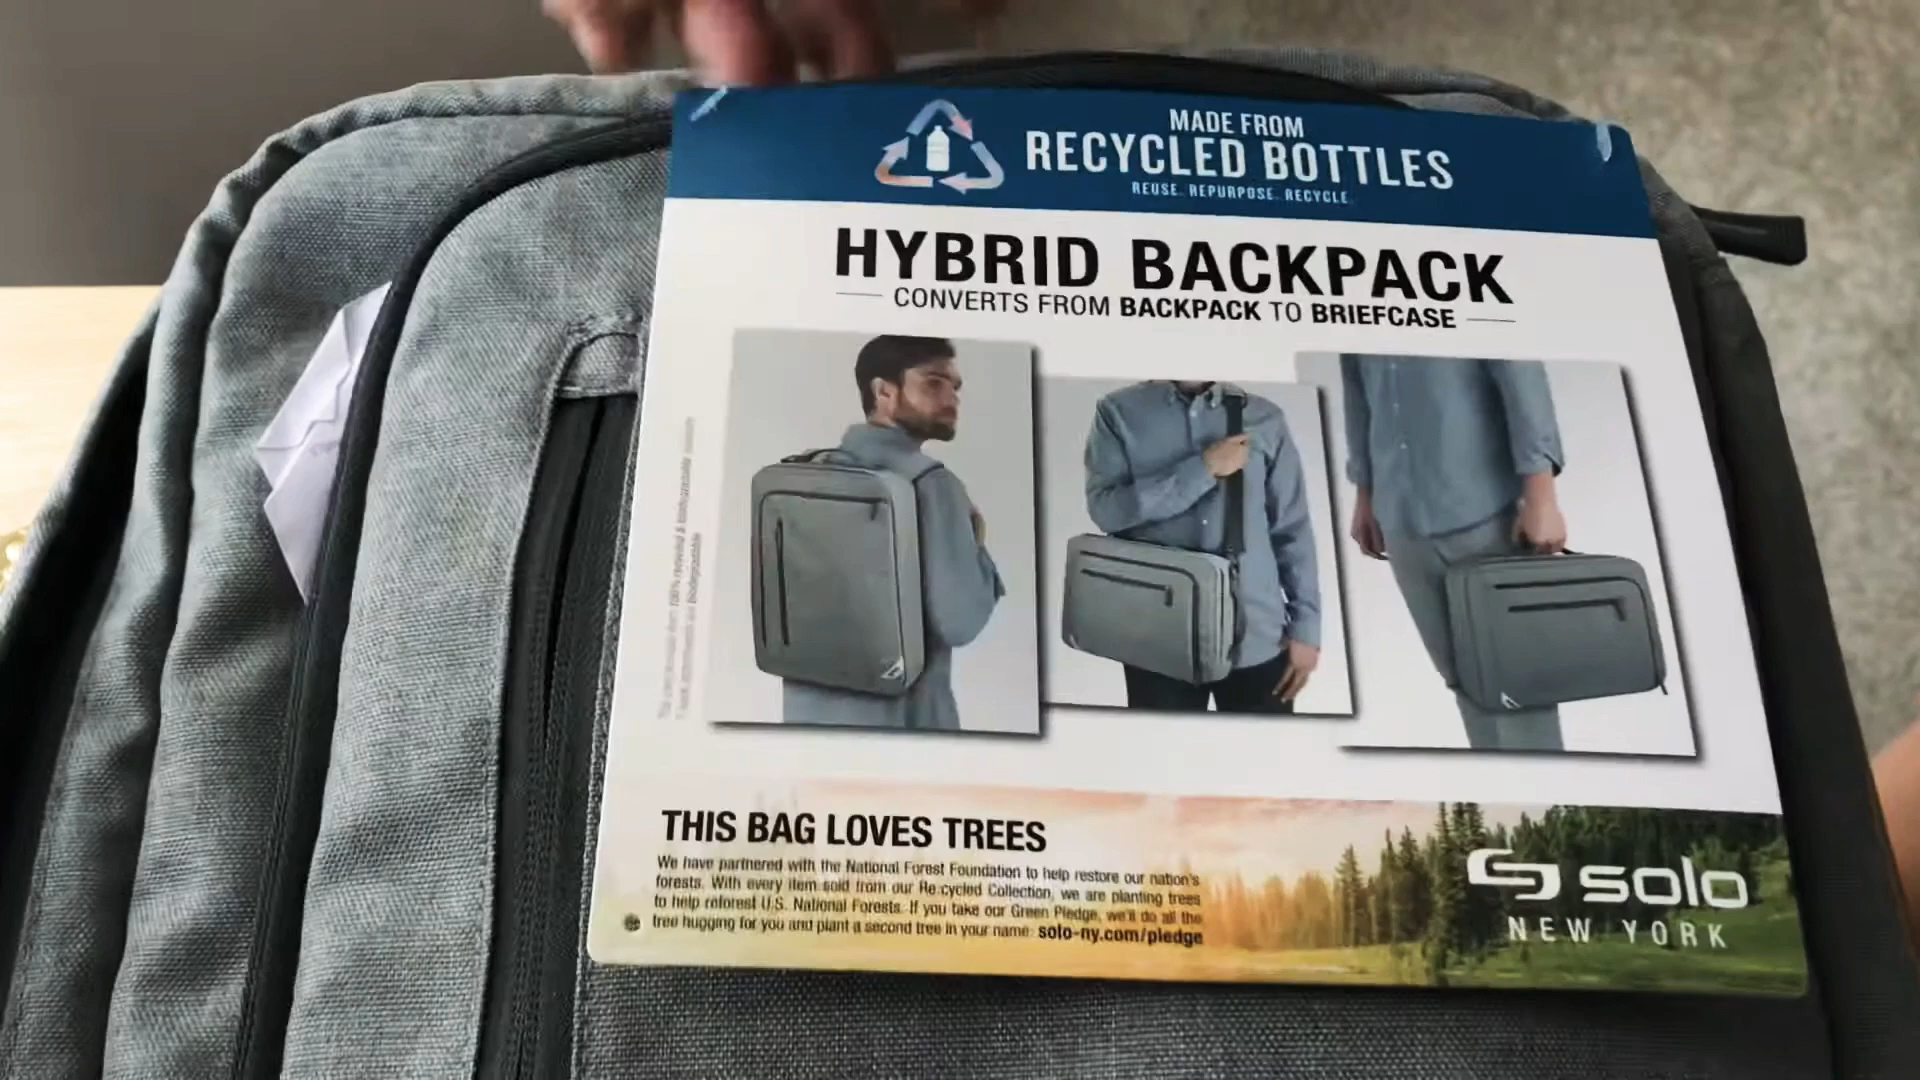 MADE FROM
RECYCLED BOTTLES
REUSE. REPURPOSE. RECYCLE.
HYBRID BACKPACK
CONVERTS FROM BACKPACK TO BRIEFCASE
THIS BAG LOVES TREES
We have partnered with the National Forest Foundation to help restore our nation's
forests. With every item sold from our Re:cycled Collection, we are planting trees
to help reforest U.S. National Forests. If you take our Green Pledge, we'll do all the
tree hugging for you and plant a second tree in your name: solo-ny.com/pledge
solo
NEW YORK